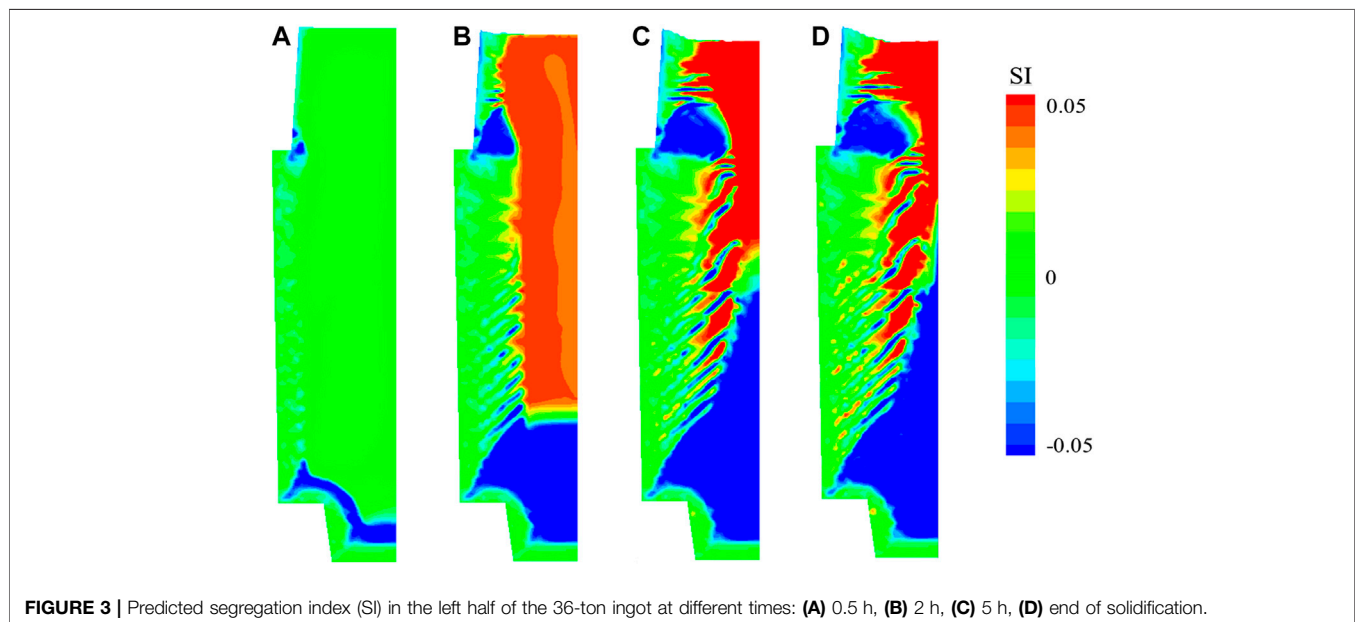 A
B
C
D
SI
0.05
0
-0.05
FIGURE 3 | Predicted segregation index (SI) in the left half of the 36-ton ingot at different times: (A) 0.5 h, (B) 2 h, (C) 5 h, (D) end of solidification.